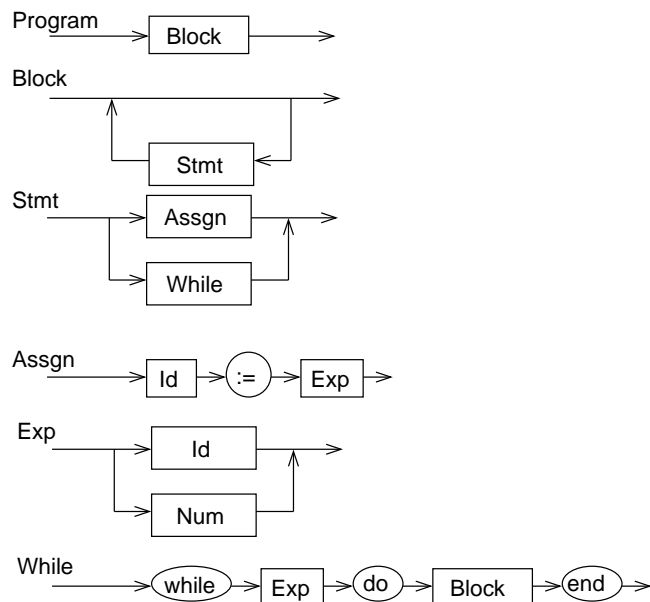 Program
Block
Block
Stmt
Stmt
Assgn
While
Assgn
Id := Exp
Exp
Id
Num
While
while Exp do Block end